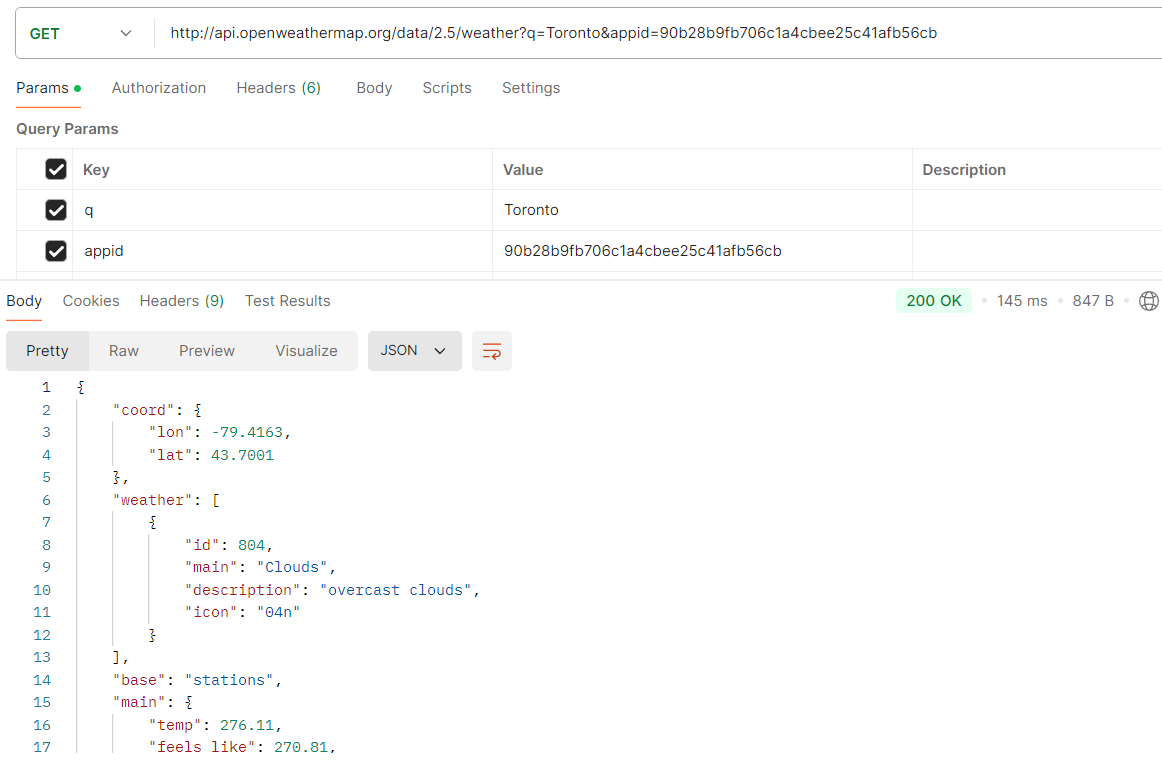 GET http://api.openweathermap.org/data/2.5/weather?q=Toronto&appid=90b28b9fb706c1a4cbee25c41afb56cb
Params Authorization Headers (6) Body Scripts Settings
Query Params
Key Value Description
q Toronto
appid 90b28b9fb706c1a4cbee25c41afb56cb
Body Cookies Headers (9) Test Results 200 OK 145 ms 847 B
Pretty Raw Preview Visualize JSON
1 {
2 "coord": {
3 "lon": -79.4163,
4 "lat": 43.7001
5 },
6 "weather": [
7 {
8 "id": 804,
9 "main": "Clouds",
10 "description": "overcast clouds",
11 "icon": "04n"
12 }
13 ],
14 "base": "stations",
15 "main": {
16 "temp": 276.11,
17 "feels_like": 270.81,